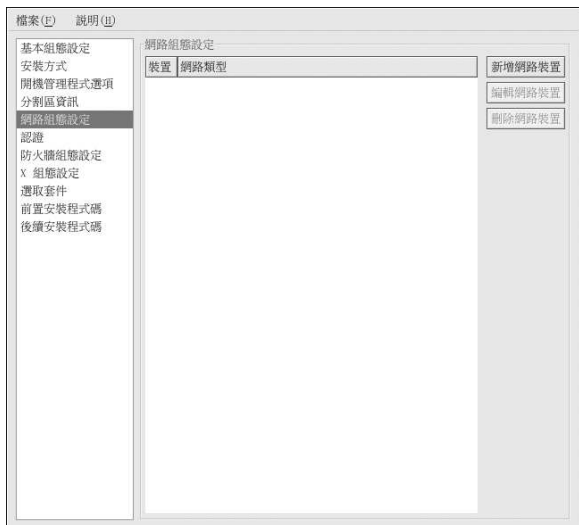 檔案(F) 說明(H)
基本組態設定
安裝方式
開機管理程式選項
分割區資訊
網路組態設定
認證
防火牆組態設定
X 組態設定
選取套件
前置安裝程式碼
後續安裝程式碼
網路組態設定
裝置 網路類型
新增網路裝置
編輯網路裝置
刪除網路裝置